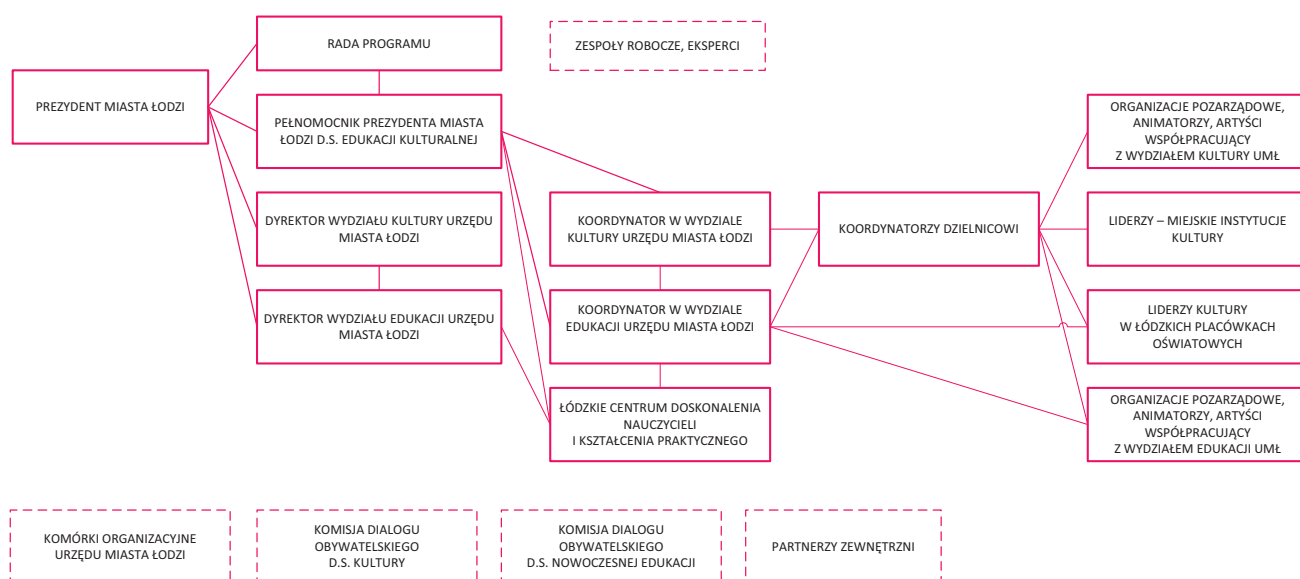 RADA PROGRAMU
ZESPOŁY ROBOCZE, EKSPERCI
PREZYDENT MIASTA ŁODZI
PEŁNOMOCNIK PREZYDENTA MIASTA
ŁODZI D.S. EDUKACJI KULTURALNEJ
ORGANIZACJE POZARZĄDOWE,
ANIMATORZY, ARTYŚCI
WSPÓŁPRACUJĄCY
Z WYDZIAŁEM KULTURY UMŁ
DYREKTOR WYDZIAŁU KULTURY URZĘDU
MIASTA ŁODZI
KOORDYNATOR W WYDZIALE
KULTURY URZĘDU MIASTA ŁODZI
KOORDYNATORZY DZIELNICOWI
LIDERZY – MIEJSKIE INSTYTUCJE
KULTURY
DYREKTOR WYDZIAŁU EDUKACJI URZĘDU
MIASTA ŁODZI
KOORDYNATOR W WYDZIALE
EDUKACJI URZĘDU MIASTA ŁODZI
LIDERZY KULTURY
W ŁÓDZKICH PLACÓWKACH
OŚWIATOWYCH
ŁÓDZKIE CENTRUM DOSKONALENIA
NAUCZYCIELI
I KSZTAŁCENIA PRAKTYCZNEGO
ORGANIZACJE POZARZĄDOWE,
ANIMATORZY, ARTYŚCI
WSPÓŁPRACUJĄCY
Z WYDZIAŁEM EDUKACJI UMŁ
KOMÓRKI ORGANIZACYJNE
URZĘDU MIASTA ŁODZI
KOMISJA DIALOGU
OBYWATELSKIEGO
D.S. KULTURY
KOMISJA DIALOGU
OBYWATELSKIEGO
D.S. NOWOCZESNEJ EDUKACJI
PARTNERZY ZEWNĘTRZNI